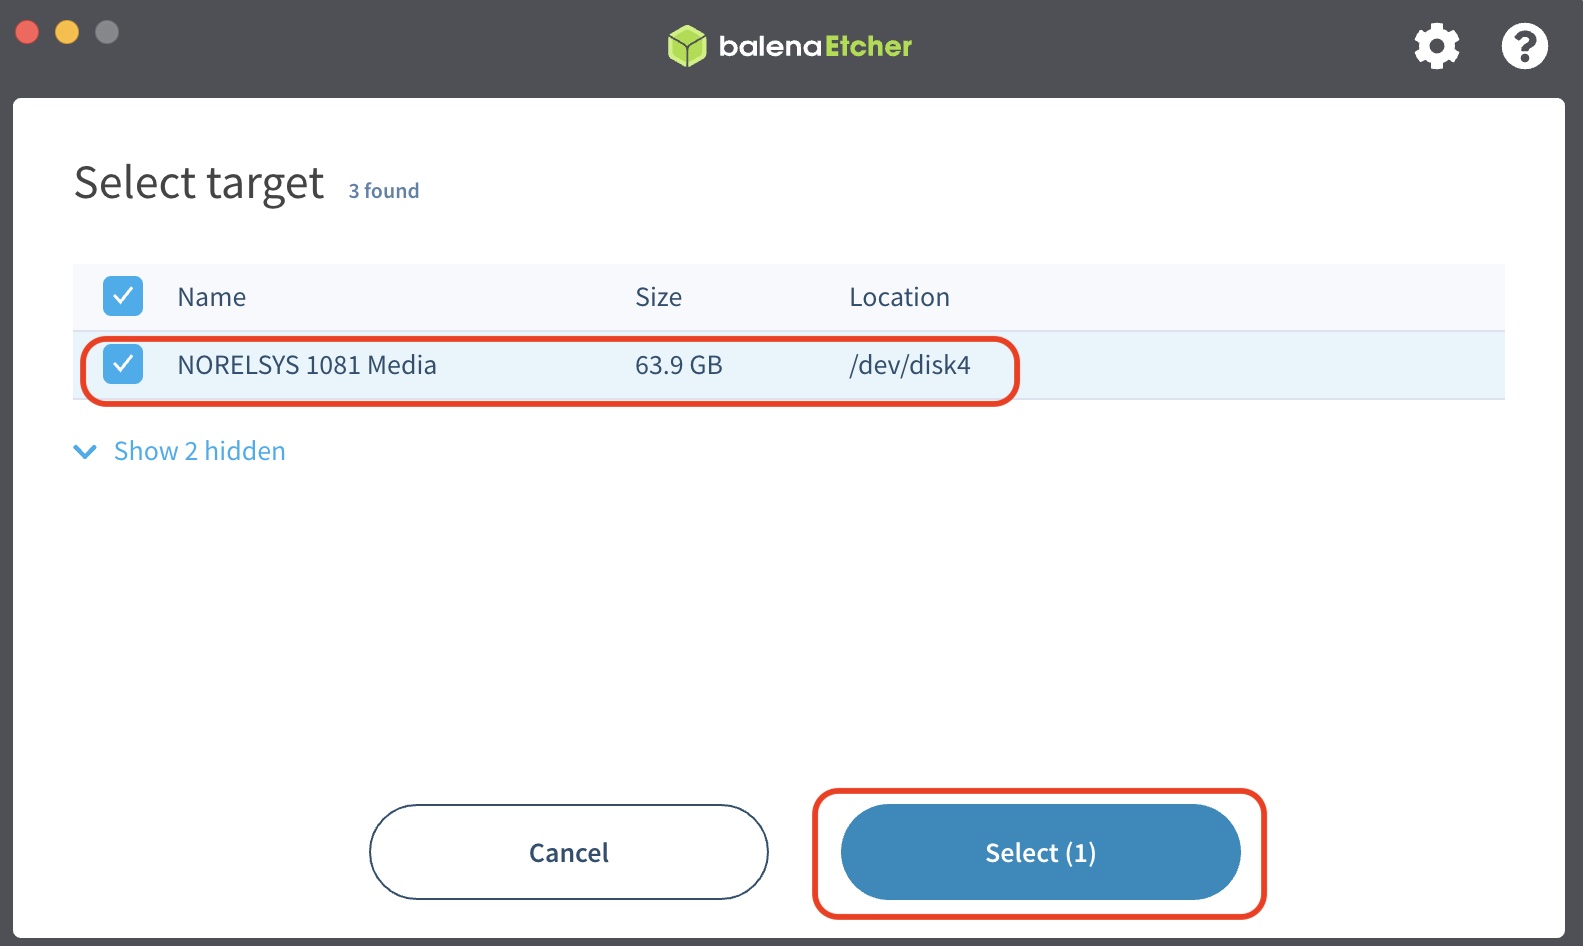 balenaEtcher
Select target 3 found
Name Size Location
NORELSYS 1081 Media 63.9 GB /dev/disk4
Show 2 hidden
Cancel Select (1)